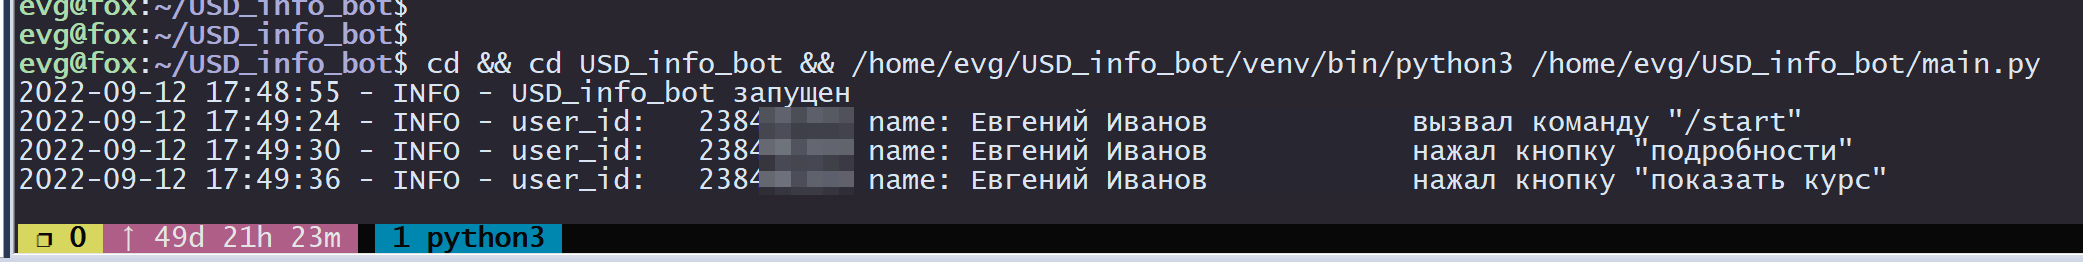 evg@fox:~/USD_info_bot$
evg@fox:~/USD_info_bot$
evg@fox:~/USD_info_bot$ cd && cd USD_info_bot && /home/evg/USD_info_bot/venv/bin/python3 /home/evg/USD_info_bot/main.py
2022-09-12 17:48:55 - INFO - USD_info_bot запущен
2022-09-12 17:49:24 - INFO - user_id: 2384 name: Евгений Иванов вызвал команду "/start"
2022-09-12 17:49:30 - INFO - user_id: 2384 name: Евгений Иванов нажал кнопку "подробности"
2022-09-12 17:49:36 - INFO - user_id: 2384 name: Евгений Иванов нажал кнопку "показать курс"
❐ 0 ↑ 49d 21h 23m 1 python3